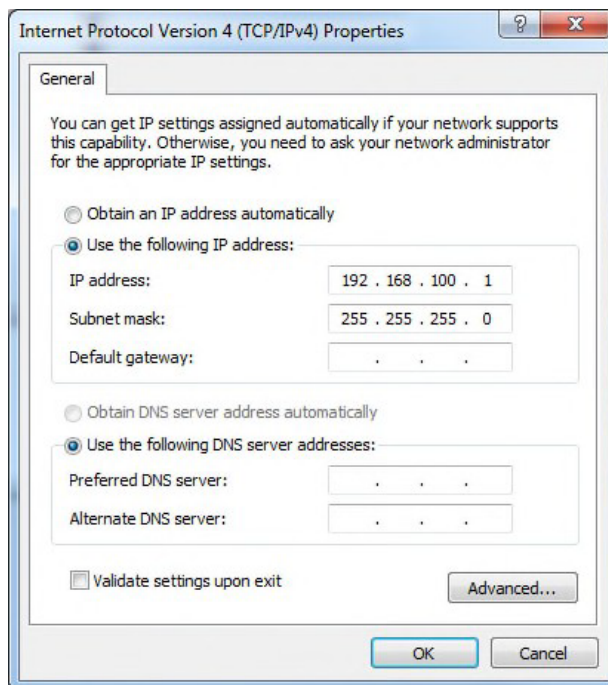 Internet Protocol Version 4 (TCP/IPv4) Properties
General
You can get IP settings assigned automatically if your network supports
this capability. Otherwise, you need to ask your network administrator
for the appropriate IP settings.
Obtain an IP address automatically
Use the following IP address:
IP address: 192 . 168 . 100 . 1
Subnet mask: 255 . 255 . 255 . 0
Default gateway: . . .
Obtain DNS server address automatically
Use the following DNS server addresses:
Preferred DNS server: . . .
Alternate DNS server: . . .
Validate settings upon exit
Advanced...
OK Cancel